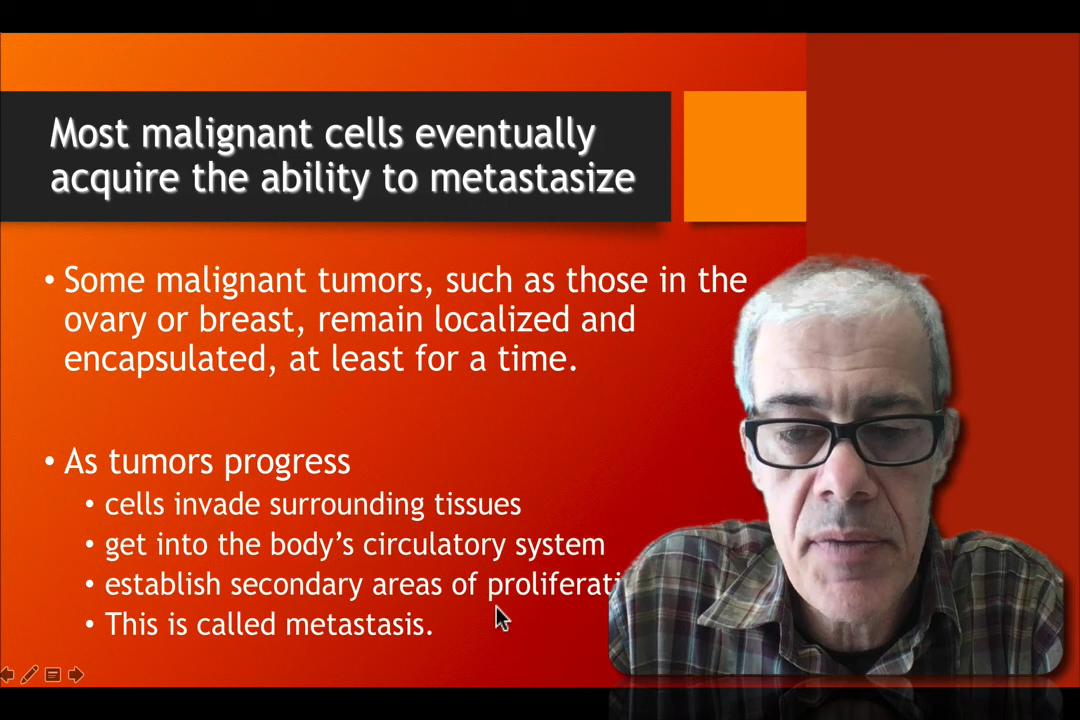 Most malignant cells eventually
acquire the ability to metastasize
• Some malignant tumors, such as those in the
ovary or breast, remain localized and
encapsulated, at least for a time.
• As tumors progress
• cells invade surrounding tissues
• get into the body's circulatory system
• establish secondary areas of
• This is called metastasis.